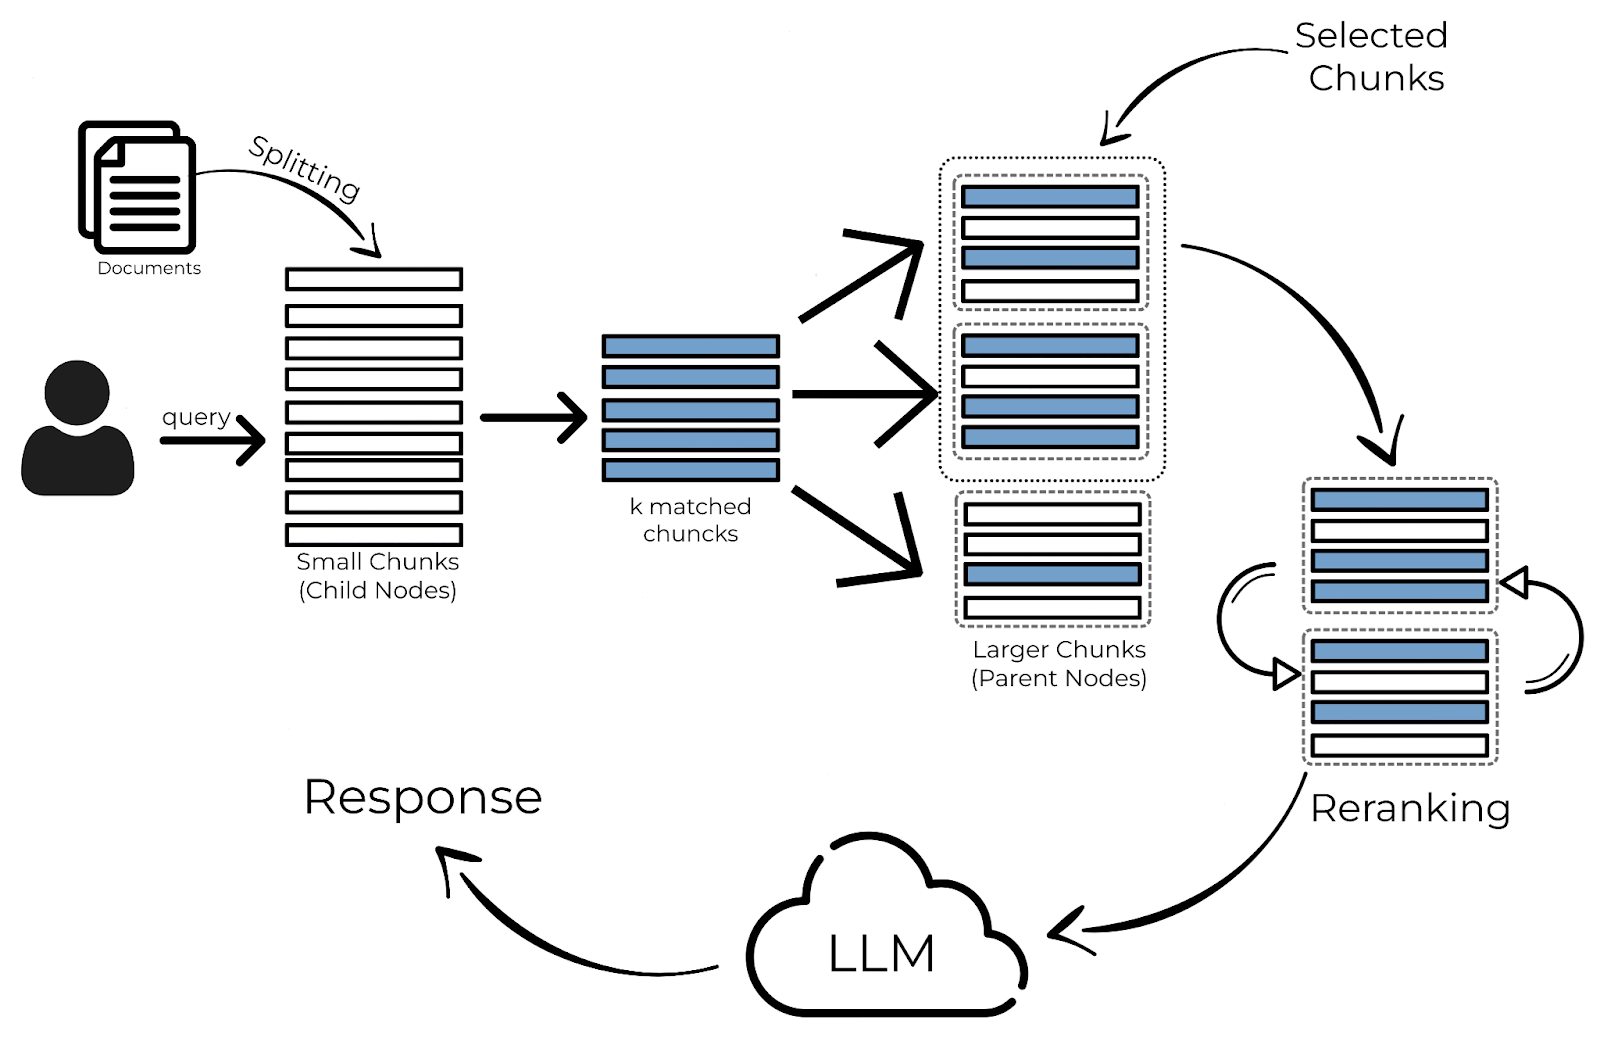 Selected
Chunks
Splitting
Documents
query
Small Chunks
(Child Nodes)
k matched
chuncks
Larger Chunks
(Parent Nodes)
Reranking
LLM
Response